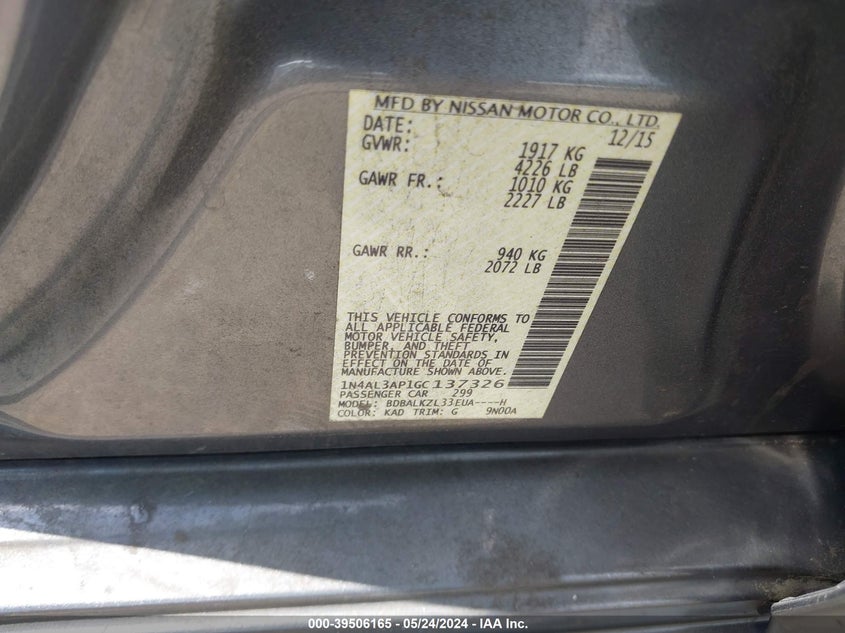 MFD BY NISSAN MOTOR CO., LTD.
DATE: 12/15
GVWR: 1917 KG
4226 LB
GAWR FR.: 1010 KG
2227 LB
GAWR RR.: 940 KG
2072 LB
THIS VEHICLE CONFORMS TO
ALL APPLICABLE FEDERAL
MOTOR VEHICLE SAFETY,
BUMPER, AND THEFT
PREVENTION STANDARDS IN
EFFECT ON THE DATE OF
MANUFACTURE SHOWN ABOVE.
1N4AL3AP1GC137326
PASSENGER CAR 299
MODEL: BDBALKZL33EUA----H
COLOR: KAD TRIM: G 9N00A
000-39506165 - 05/24/2024 - IAA Inc.